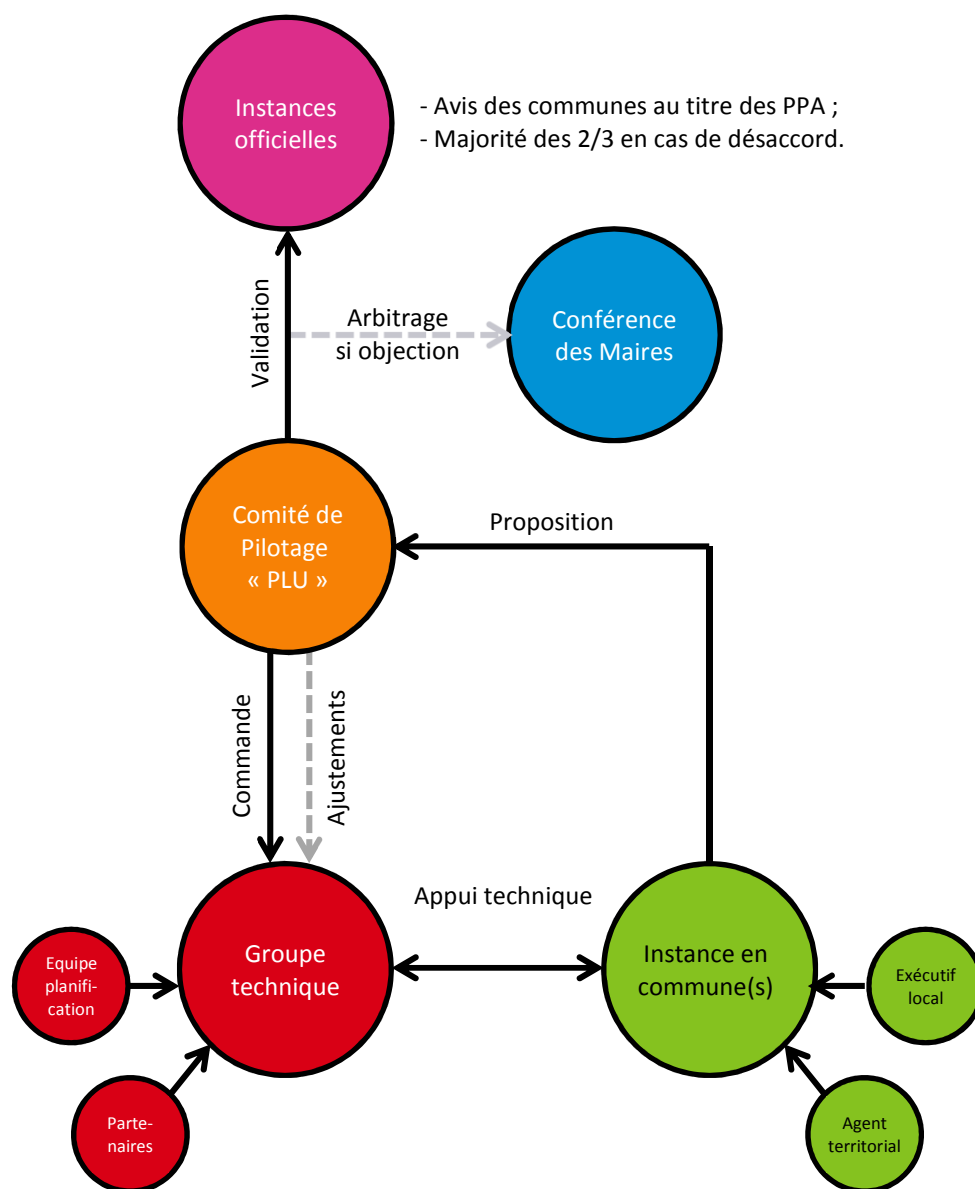 Instances
officielles
- Avis des communes au titre des PPA ;
- Majorité des 2/3 en cas de désaccord.
Validation
Arbitrage
si objection
Conférence
des Maires
Comité de
Pilotage
« PLU »
Proposition
Commande
Ajustements
Appui technique
Groupe
technique
Instance en
commune(s)
Equipe
planifi-
cation
Exécutif
local
Parte-
naires
Agent
territorial